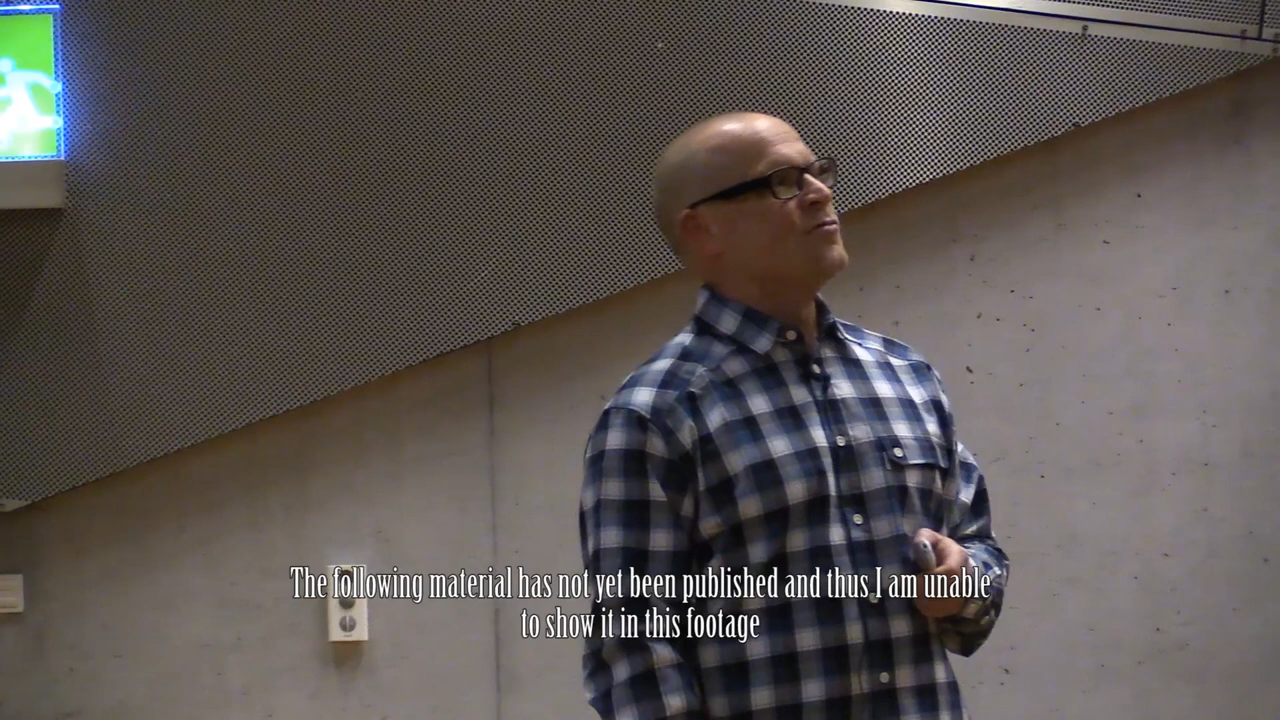 The following material has not yet been published and thus I am unable
to show it in this footage